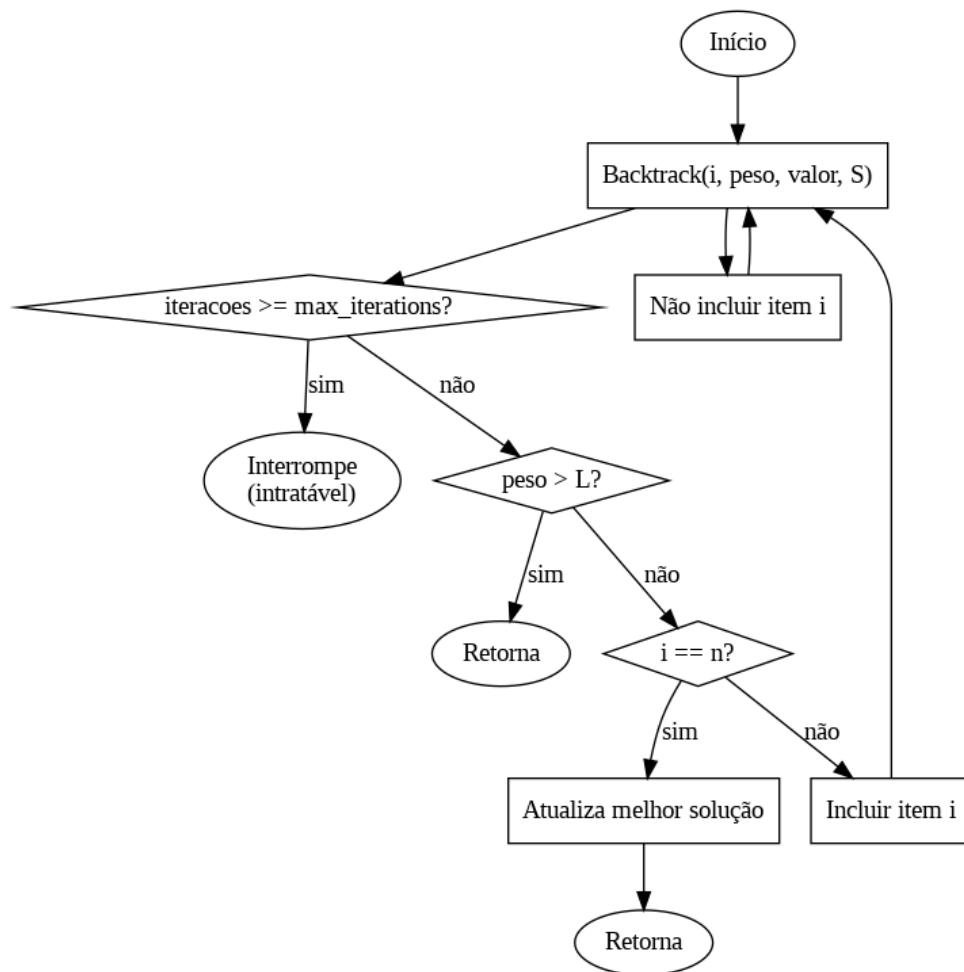 Início
Backtrack(i, peso, valor, S)
iteracoes >= max_iterations?
Não incluir item i
sim
não
Interrompe
(intratável)
peso > L?
sim
não
Retorna
i == n?
sim
não
Atualiza melhor solução
Incluir item i
Retorna